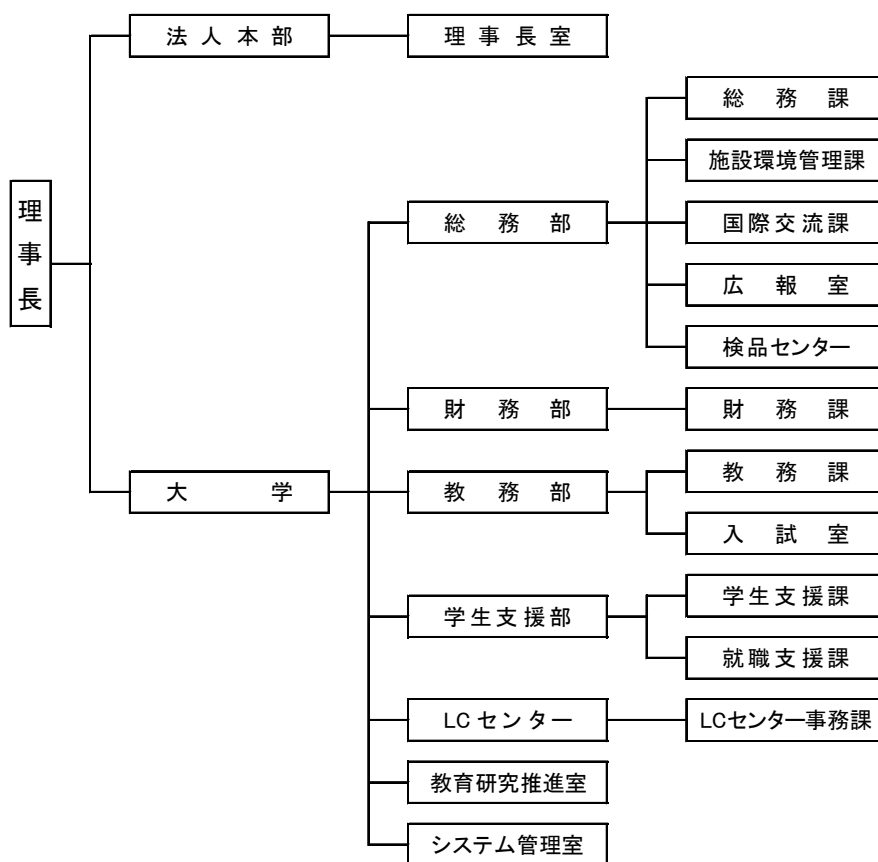 理事長
法人本部
理事長室
大学
総務部
総務課
施設環境管理課
国際交流課
広報室
検品センター
財務部
財務課
教務部
教務課
入試室
学生支援部
学生支援課
就職支援課
LCセンター
LCセンター事務課
教育研究推進室
システム管理室